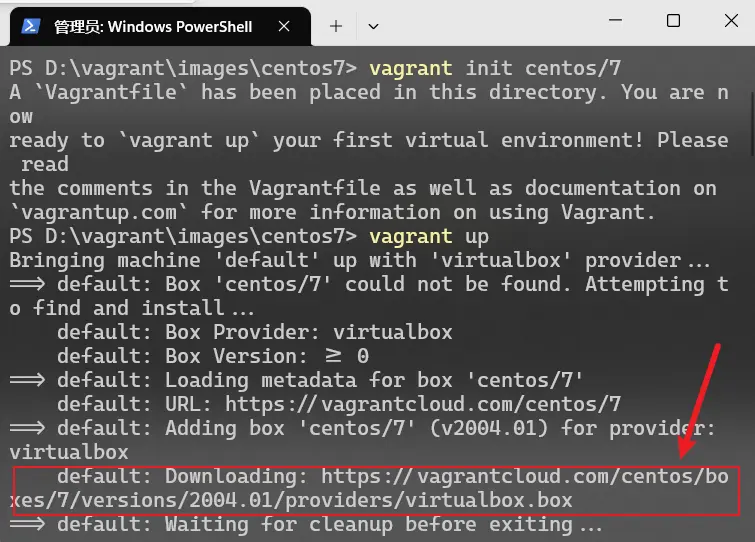 管理员: Windows PowerShell
PS D:\vagrant\images\centos7> vagrant init centos/7
A `Vagrantfile` has been placed in this directory. You are n
ow
ready to `vagrant up` your first virtual environment! Please
 read
the comments in the Vagrantfile as well as documentation on
`vagrantup.com` for more information on using Vagrant.
PS D:\vagrant\images\centos7> vagrant up
Bringing machine 'default' up with 'virtualbox' provider...
==> default: Box 'centos/7' could not be found. Attempting t
o find and install...
    default: Box Provider: virtualbox
    default: Box Version: >= 0
==> default: Loading metadata for box 'centos/7'
    default: URL: https://vagrantcloud.com/centos/7
==> default: Adding box 'centos/7' (v2004.01) for provider:
virtualbox
    default: Downloading: https://vagrantcloud.com/centos/bo
xes/7/versions/2004.01/providers/virtualbox.box
==> default: Waiting for cleanup before exiting...